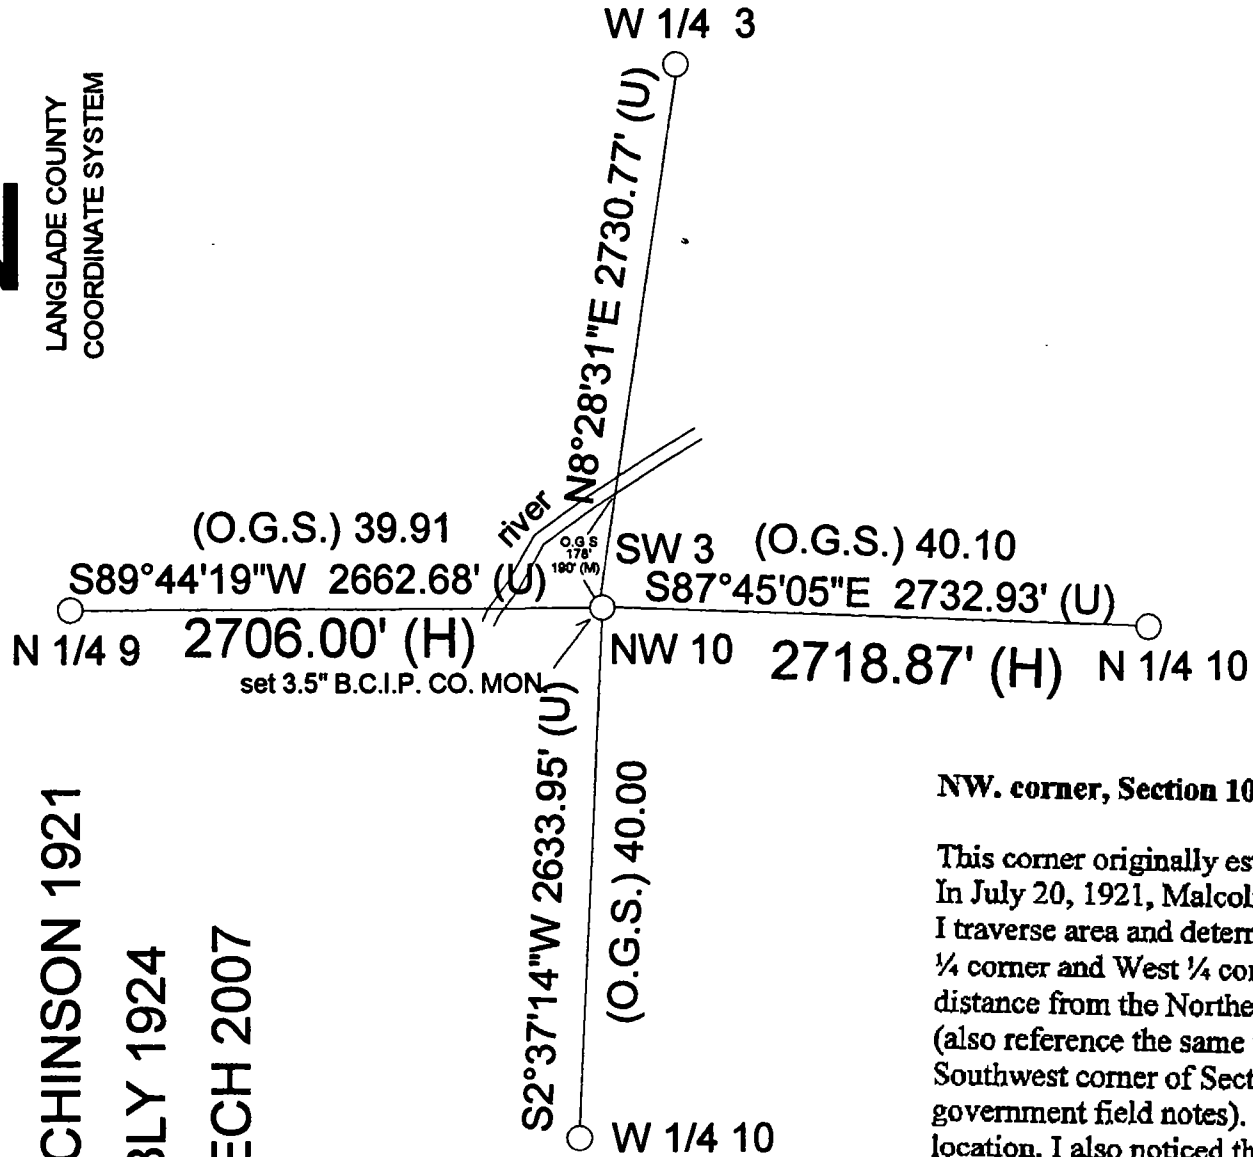 W 1/4 3
LANGLADE COUNTY
COORDINATE SYSTEM
N8°28'31"E 2730.77' (U)
river
(O.G.S.) 39.91
S89°44'19"W 2662.68' (U)
O.G.S
178'
190' (M)
SW 3
(O.G.S.) 40.10
S87°45'05"E 2732.93' (U)
N 1/4 9
2706.00' (H)
NW 10
2718.87' (H)
N 1/4 10
set 3.5" B.C.I.P. CO. MON.
S2°37'14"W 2633.95' (U)
(O.G.S.) 40.00
W 1/4 10
CHINSON 1921
BLY 1924
ECH 2007
NW. corner, Section 10
This corner originally es
In July 20, 1921, Malcol
I traverse area and determ
¼ corner and West ¼ cor
distance from the Northe
(also reference the same
Southwest corner of Sect
government field notes).
location. I also noticed th